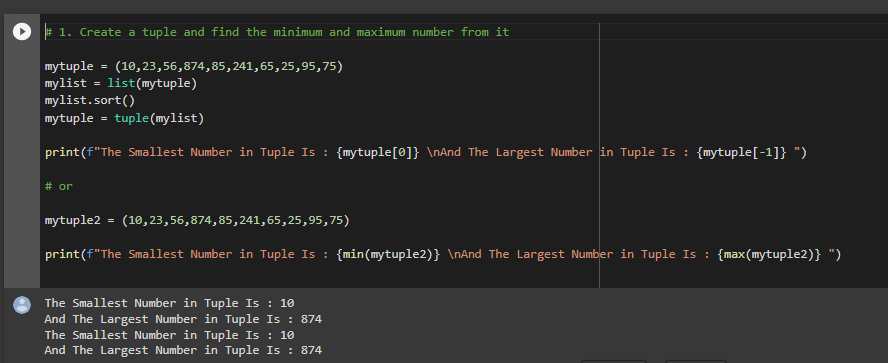 # 1. Create a tuple and find the minimum and maximum number from it
mytuple = (10,23,56,874,85,241,65,25,95,75)
mylist = list(mytuple)
mylist.sort()
mytuple = tuple(mylist)
print(f"The Smallest Number in Tuple Is : {mytuple[0]} \nAnd The Largest Number in Tuple Is : {mytuple[-1]} ")
# or
mytuple2 = (10,23,56,874,85,241,65,25,95,75)
print(f"The Smallest Number in Tuple Is : {min(mytuple2)} \nAnd The Largest Number in Tuple Is : {max(mytuple2)} ")
The Smallest Number in Tuple Is : 10
And The Largest Number in Tuple Is : 874
The Smallest Number in Tuple Is : 10
And The Largest Number in Tuple Is : 874